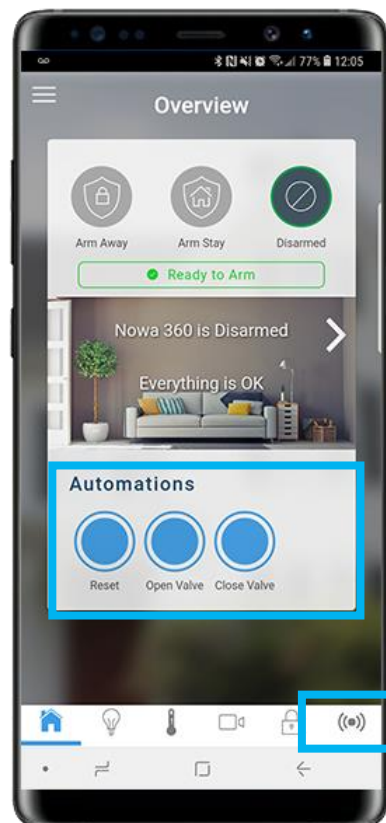 77% 12:05
Overview
Arm Away Arm Stay Disarmed
Ready to Arm
Nowa 360 is Disarmed
Everything is OK
Automations
Reset Open Valve Close Valve